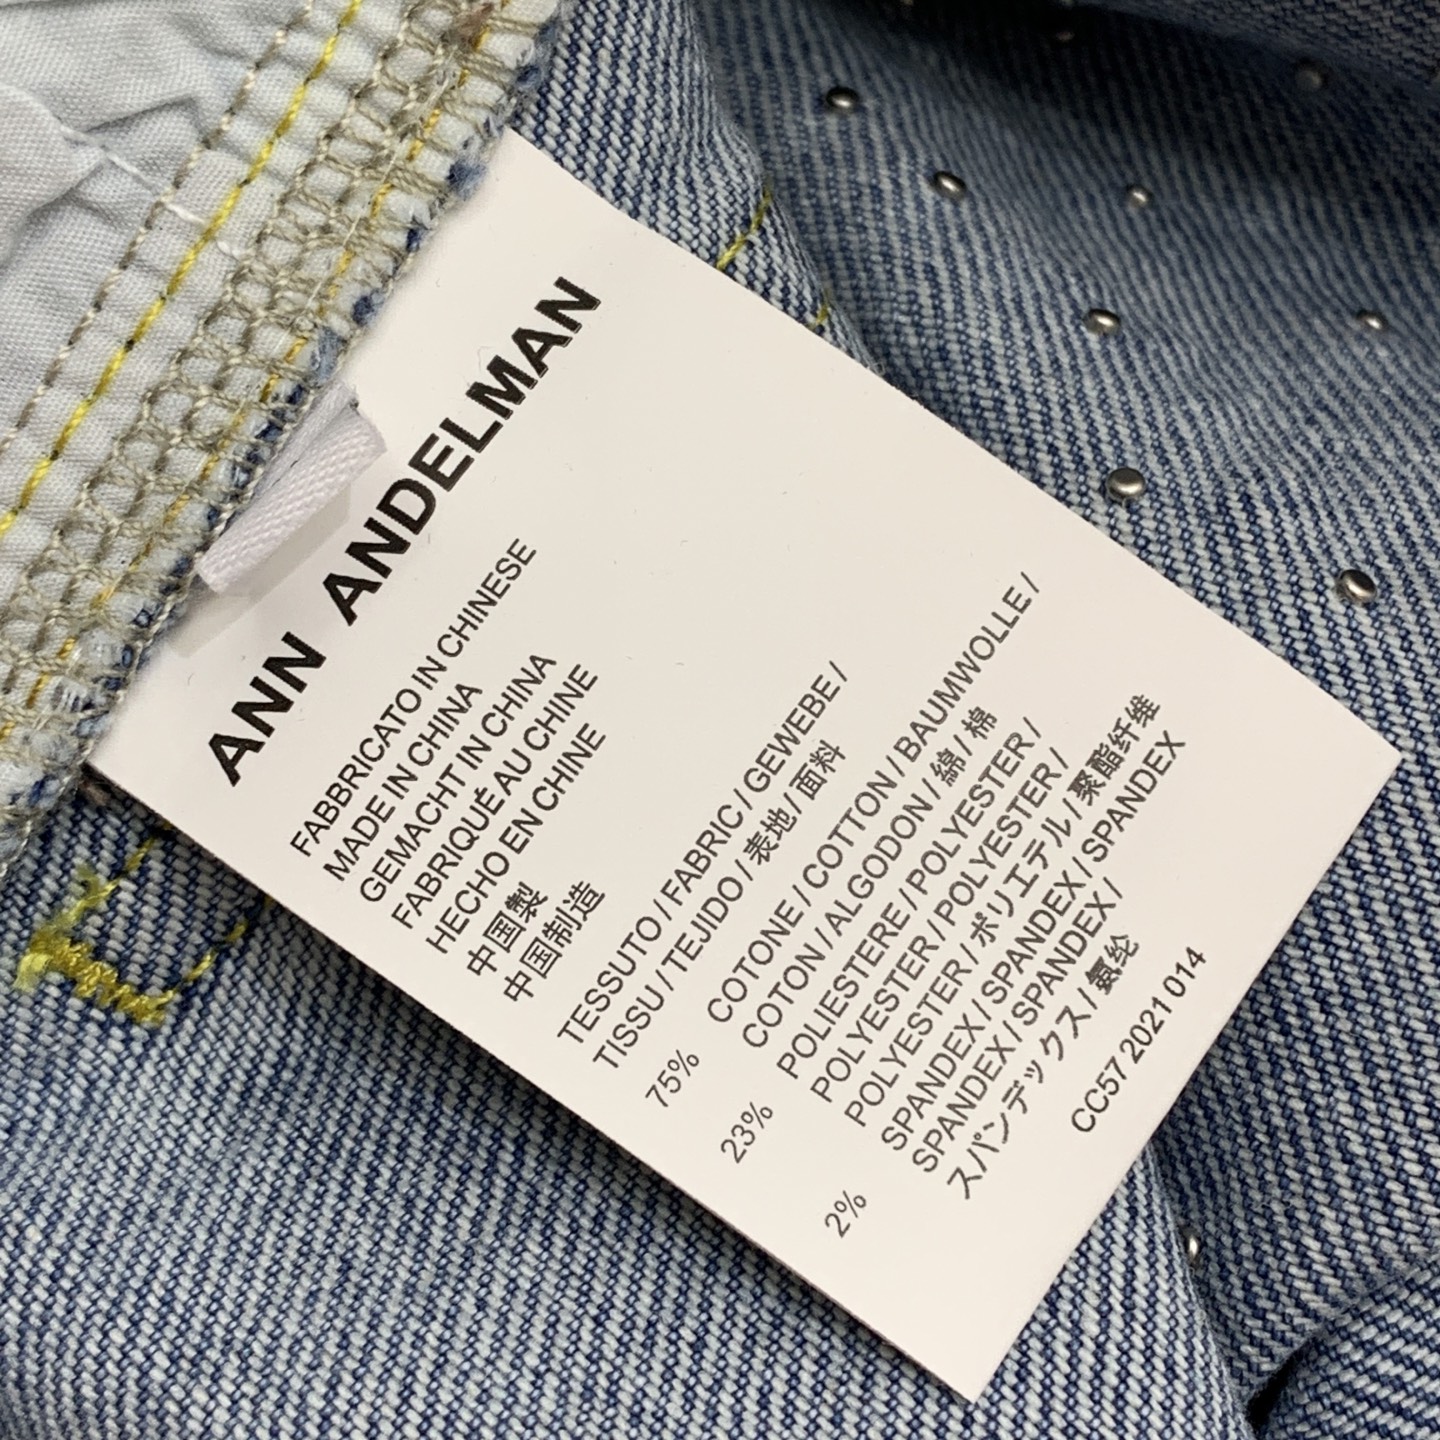 ANN ANDELMAN
FABBRICATO IN CHINESE
MADE IN CHINA
GEMACHT IN CHINA
FABRIQUÉ AU CHINE
HECHO EN CHINE
中国製
中国制造
TESSUTO / FABRIC / GEWEBE /
TISSU / TEJIDO / 表地 / 面料
75% COTONE / COTTON / BAUMWOLLE /
COTON / ALGODON / 綿 / 棉
23% POLIESTERE / POLYESTER /
POLYESTER / POLYESTER /
POLYESTER / ポリエテル / 聚酯纤维
2% SPANDEX / SPANDEX / SPANDEX
SPANDEX / SPANDEX /
スパンデックス / 氨纶
CC57 2021 014